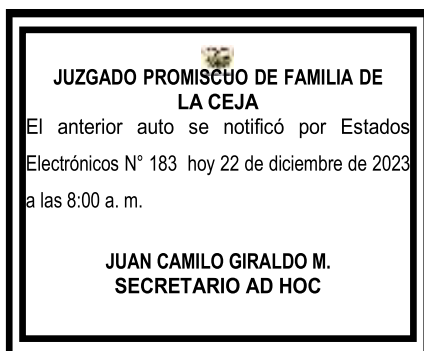 JUZGADO PROMISCUO DE FAMILIA DE
LA CEJA
El anterior auto se notificó por Estados
Electrónicos N° 183 hoy 22 de diciembre de 2023
a las 8:00 a. m.
JUAN CAMILO GIRALDO M.
SECRETARIO AD HOC